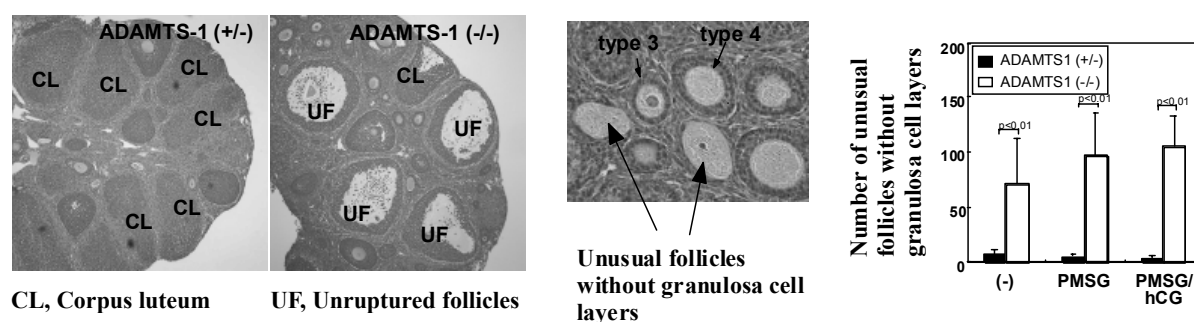 ADAMTS-1 (+/-)
CL
CL
CL
CL
CL
CL
CL, Corpus luteum
ADAMTS-1 (-/-)
CL
UF
UF
UF
UF
UF, Unruptured follicles
type 3
type 4
Unusual follicles
without granulosa cell
layers
Number of unusual
follicles without
granulosa cell layers
200
150
100
50
0
ADAMTS1 (+/-)
ADAMTS1 (-/-)
p<0.01
p<0.01
p<0.01
(-)
PMSG
PMSG/
hCG